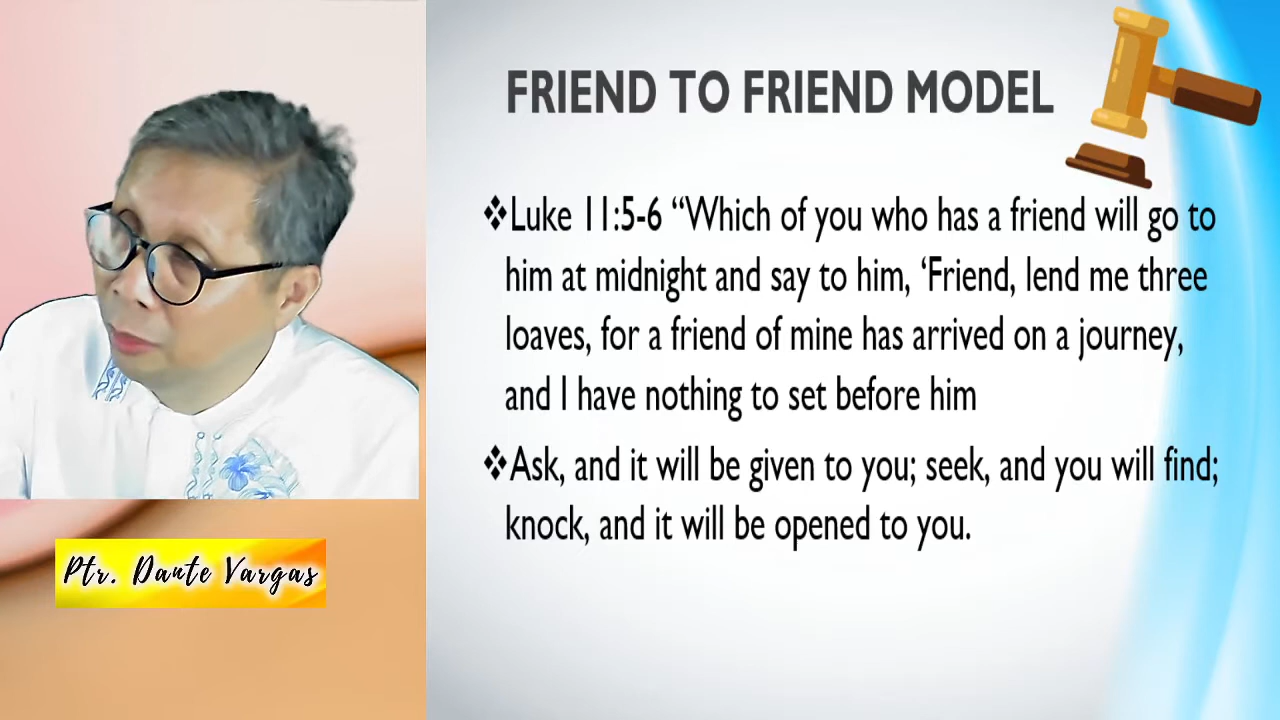 FRIEND TO FRIEND MODEL
❖Luke 11:5-6 “Which of you who has a friend will go to
him at midnight and say to him, ‘Friend, lend me three
loaves, for a friend of mine has arrived on a journey,
and I have nothing to set before him
❖Ask, and it will be given to you; seek, and you will find;
knock, and it will be opened to you.
Ptr. Dante Vargas